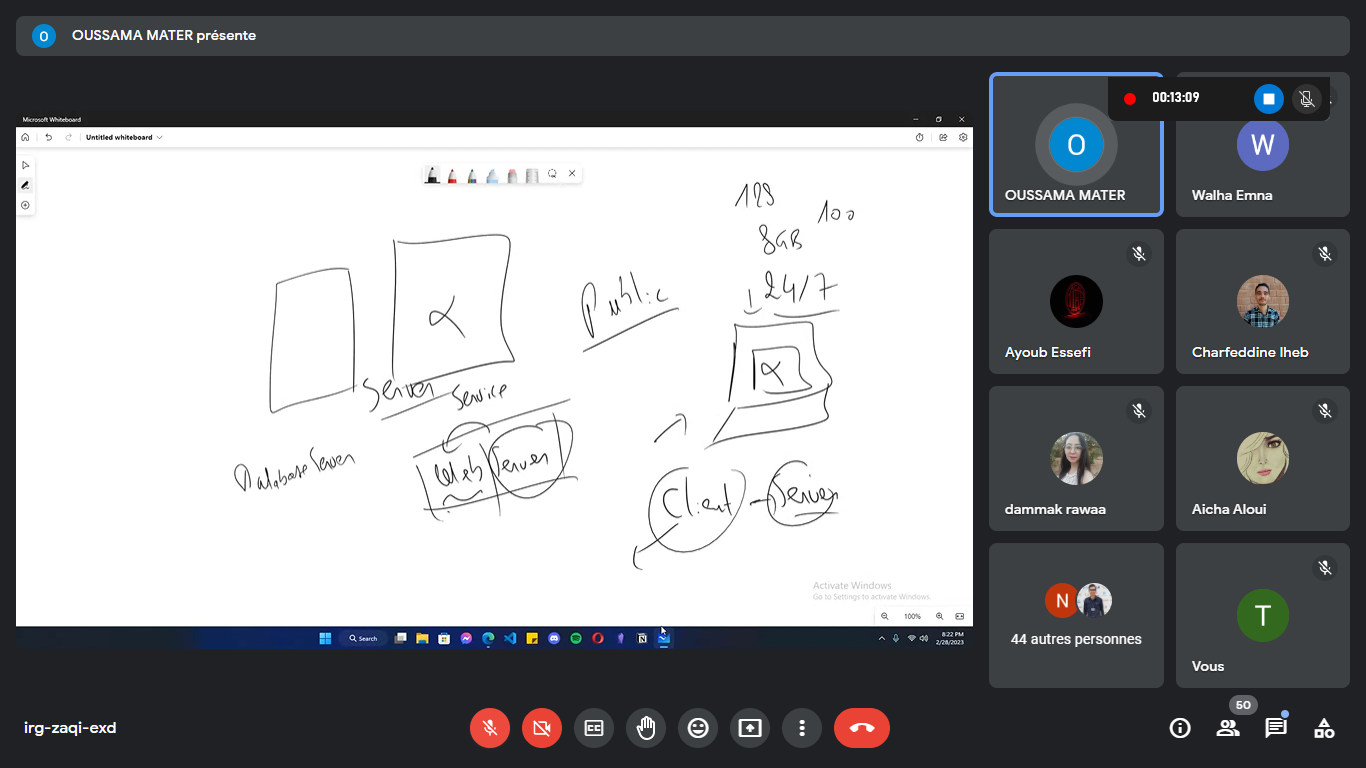 O OUSSAMA MATER présente
Microsoft Whiteboard
Untitled whiteboard
123
100
8GB
24/7
Public
α
α
Server
Service
Database Server
Web Server
Client - Server
Activate Windows
Go to Settings to activate Windows.
100%
Search
8:22 PM
2/28/2023
00:13:09
O
OUSSAMA MATER
W
Walha Emna
Ayoub Essefi
Charfeddine Iheb
dammak rawaa
Aicha Aloui
N
44 autres personnes
T
Vous
irg-zaqi-exd
50